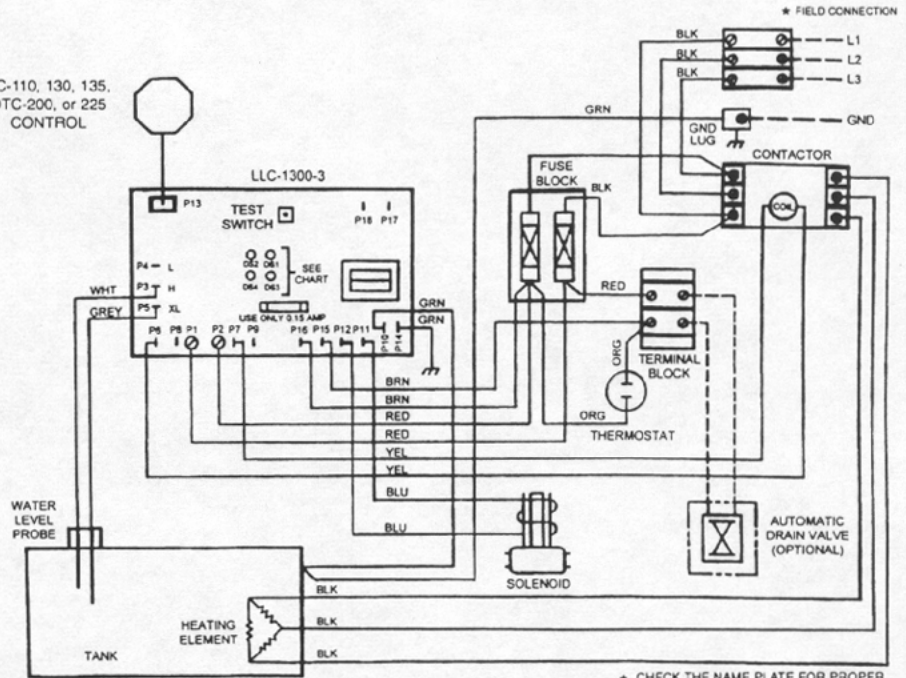 ★ FIELD CONNECTION
BLK
L1
BLK
L2
BLK
L3
C-110, 130, 135,
DTC-200, or 225
CONTROL
GRN
GND
LUG
GND
LLC-1300-3
FUSE
BLOCK
CONTACTOR
BLK
COIL
P13
TEST
SWITCH
P18
P17
P4
L
DS2
DS1
DS4
DS3
SEE
CHART
WHT
P3
H
GREY
P5
XL
USE ONLY 0.15 AMP
GRN
GRN
RED
P6
P8
P1
P2
P7
P9
P16
P15
P12
P11
P10
P14
TERMINAL
BLOCK
ORG
BRN
BRN
RED
ORG
THERMOSTAT
RED
YEL
YEL
BLU
BLU
WATER
LEVEL
PROBE
SOLENOID
AUTOMATIC
DRAIN VALVE
(OPTIONAL)
BLK
HEATING
ELEMENT
BLK
TANK
BLK
★ CHECK THE NAME PLATE FOR PROPER